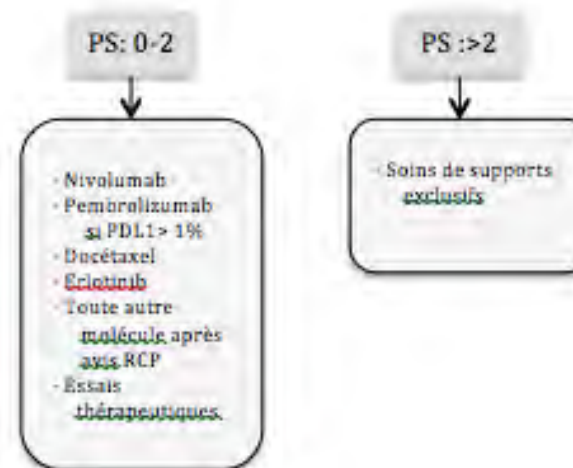 PS: 0-2
- Nivolumab
- Pembrolizumab
si PDL1> 1%
- Docétaxel
- Erlotinib
- Toute autre
molécule après
avis RCP
- Essais
thérapeutiques.
PS :>2
- Soins de supports
exclusifs